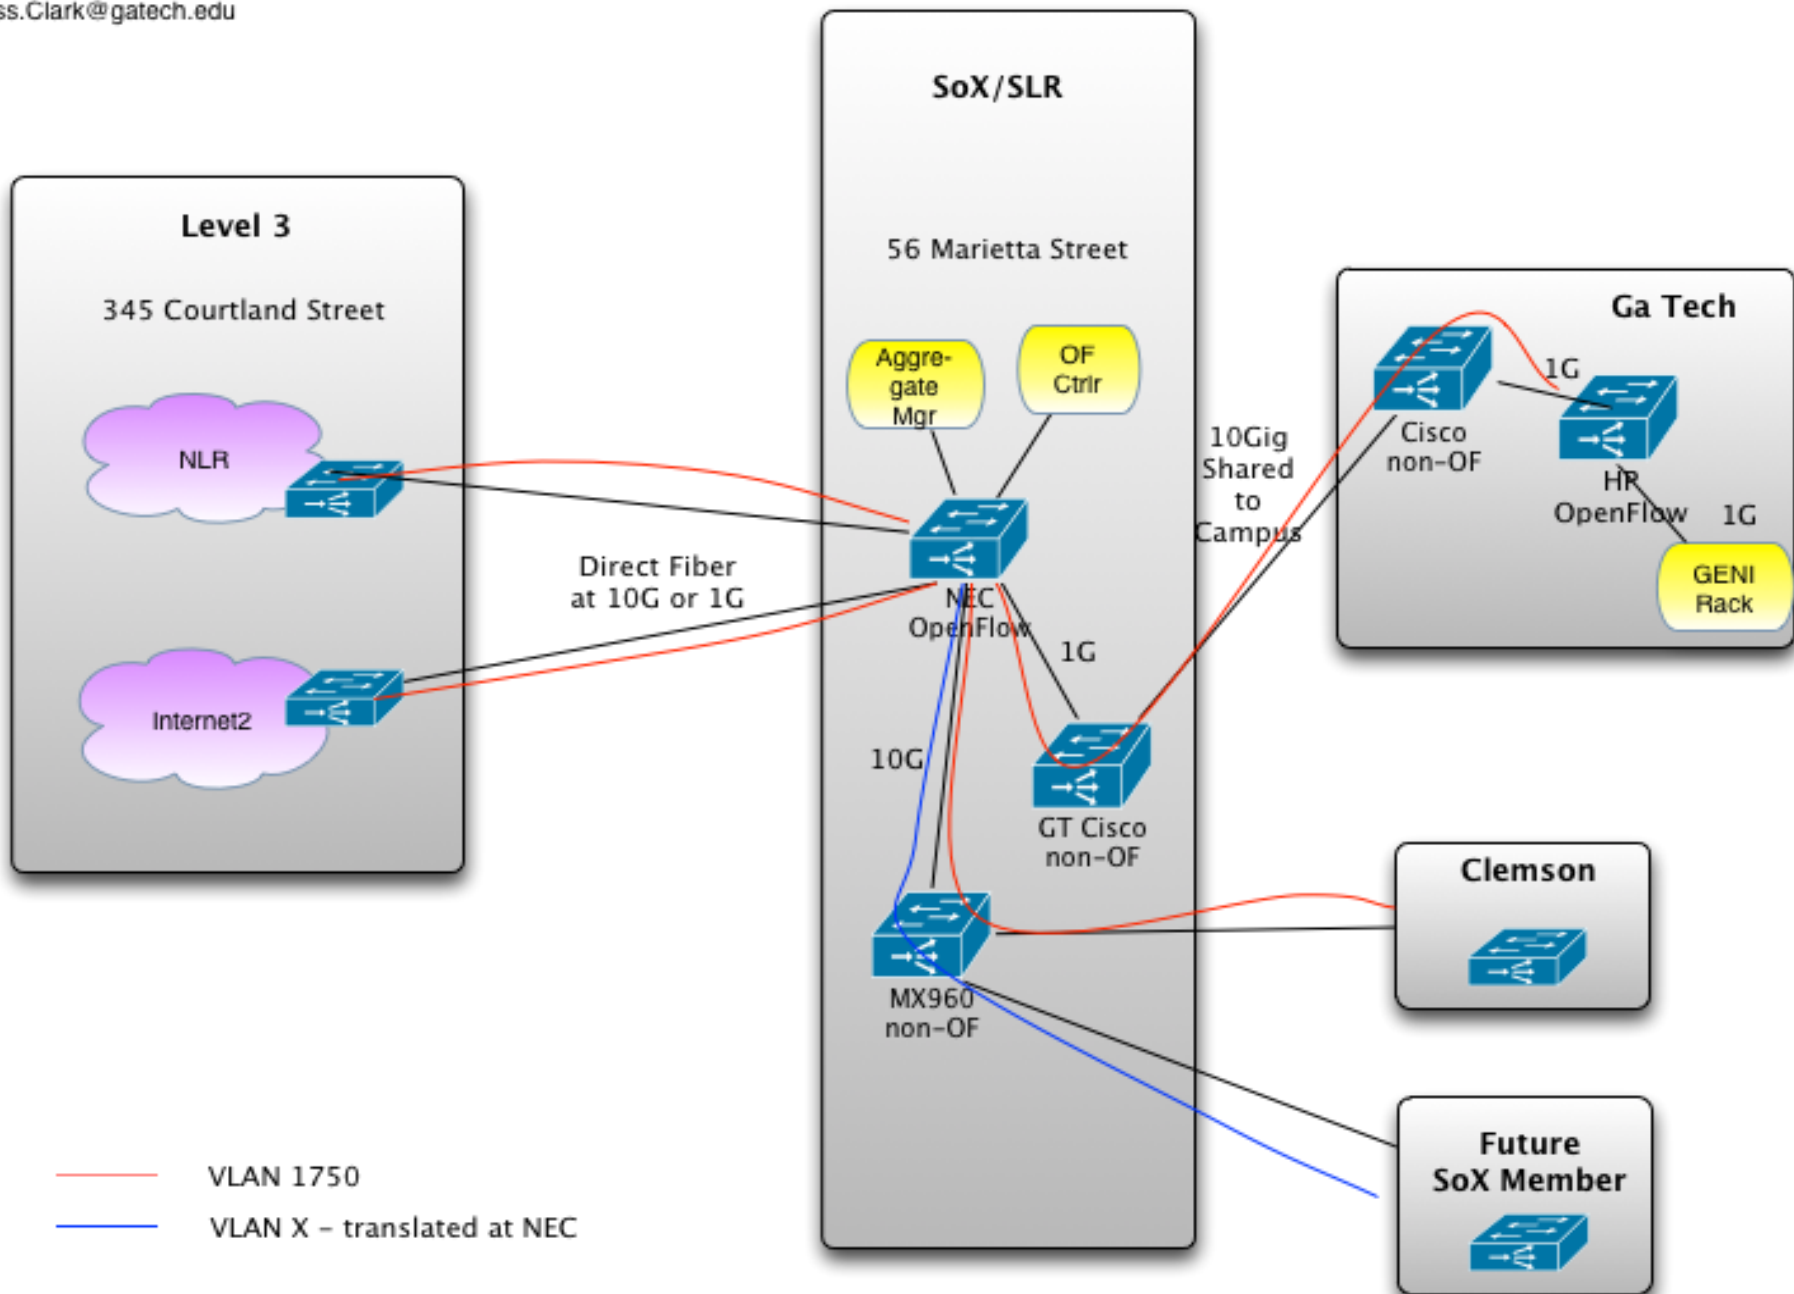 ss.Clark@gatech.edu
SoX/SLR
56 Marietta Street
Level 3
345 Courtland Street
NLR
Internet2
Direct Fiber
at 10G or 1G
Aggre-
gate
Mgr
OF
Ctrlr
NEC
OpenFlow
1G
10G
GT Cisco
non-OF
MX960
non-OF
10Gig
Shared
to
Campus
Ga Tech
1G
Cisco
non-OF
HP
OpenFlow
1G
GENI
Rack
Clemson
Future
SoX Member
VLAN 1750
VLAN X - translated at NEC